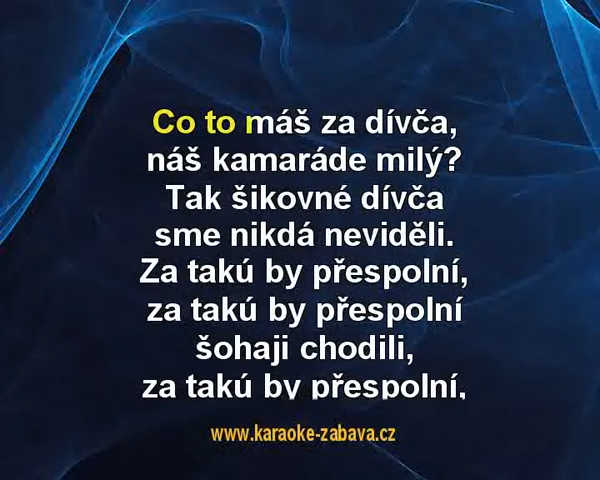 Co to máš za dívča,
náš kamaráde milý?
Tak šikovné dívča
sme nikdá neviděli.
Za takú by přespolní,
za takú by přespolní
šohaji chodili,
za takú by přespolní,
www.karaoke-zabava.cz